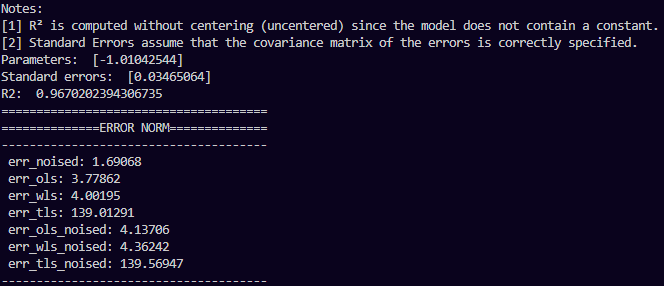 Notes:
[1] R² is computed without centering (uncentered) since the model does not contain a constant.
[2] Standard Errors assume that the covariance matrix of the errors is correctly specified.
Parameters:  [-1.01042544]
Standard errors:  [0.03465064]
R2:  0.9670202394306735
======================================
==============ERROR NORM==============
--------------------------------------
 err_noised: 1.69068
 err_ols: 3.77862
 err_wls: 4.00195
 err_tls: 139.01291
 err_ols_noised: 4.13706
 err_wls_noised: 4.36242
 err_tls_noised: 139.56947
--------------------------------------